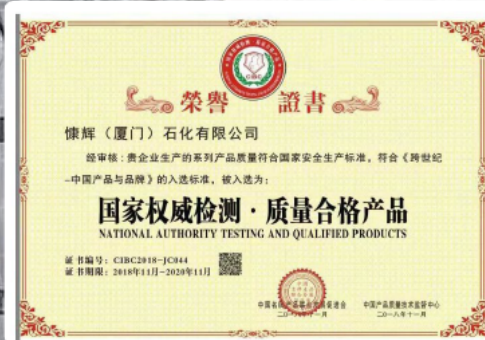 榮譽 證書
慷辉（厦门）石化有限公司
经审核：贵企业生产的系列产品质量符合国家安全生产标准，符合《跨世纪
-中国产品与品牌》的入选标准，被入选为：
国家权威检测·质量合格产品
NATIONAL AUTHORITY TESTING AND QUALIFIED PRODUCTS
证书编号：CIBC2018-JC044
证书期限：2018年11月-2020年11月
中国产品质量技术监督中心
二〇一八年十一月